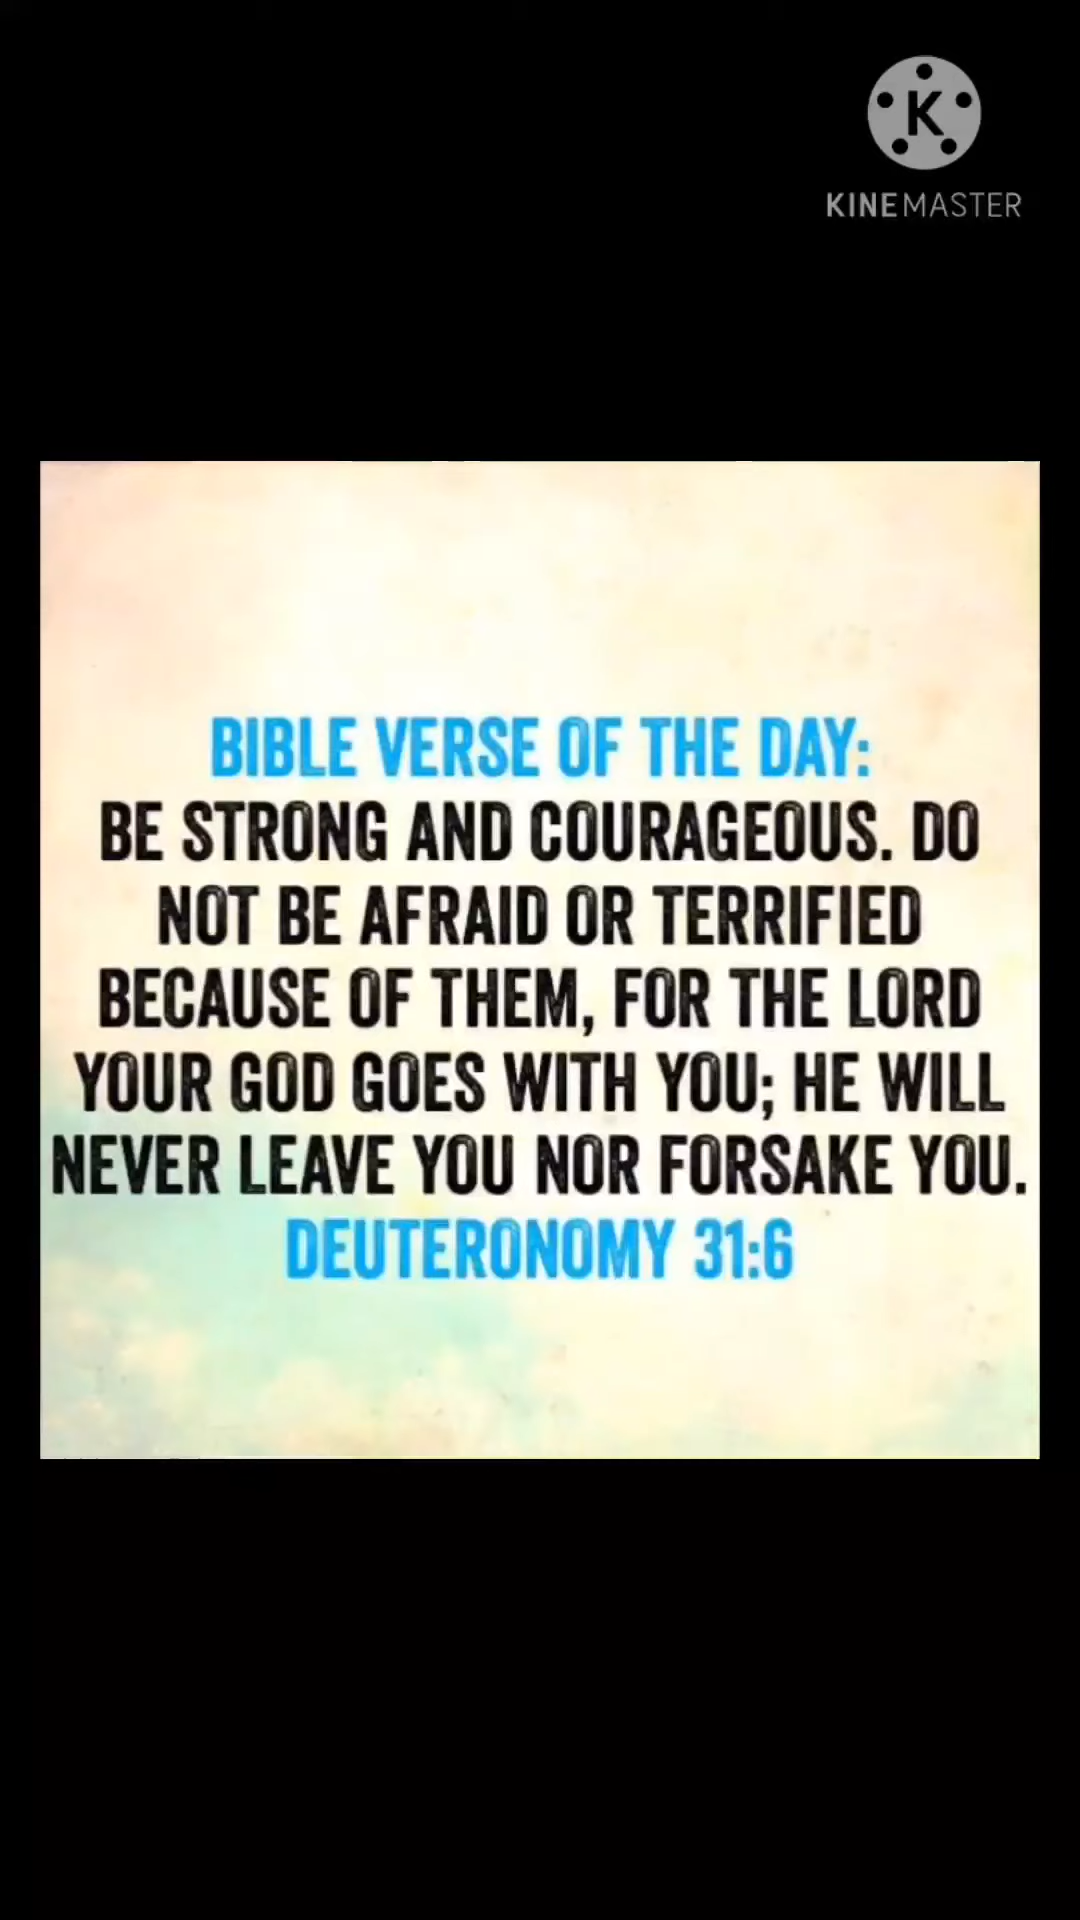 K
KINEMASTER
BIBLE VERSE OF THE DAY:
BE STRONG AND COURAGEOUS. DO
NOT BE AFRAID OR TERRIFIED
BECAUSE OF THEM, FOR THE LORD
YOUR GOD GOES WITH YOU; HE WILL
NEVER LEAVE YOU NOR FORSAKE YOU.
DEUTERONOMY 31:6